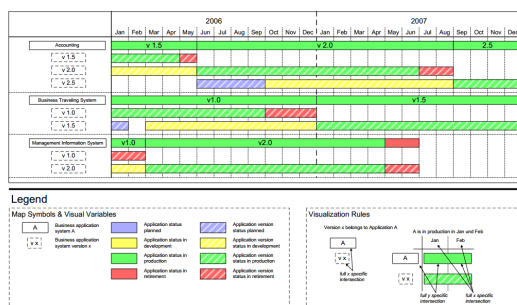 2006 2007
Jan Feb Mar Apr May Jun Jul Aug Sep Oct Nov Dec Jan Feb Mar Apr May Jun Jul Aug
Accounting v 1.5 v 2.0 2.5
v 1.5
v 2.0
v 2.5
Business Traveling System v1.0 v1.5
v 1.0
v 1.5
Management Information System v1.0 v2.0
v 1.0
v 2.0
Legend
Map Symbols & Visual Variables
A Business application system A
v x Business application system version x
Application status planned
Application status in development
Application status in production
Application status in retirement
Application version status planned
Application version status in development
Application version status in production
Application version status in retirement
Visualization Rules
Version x belongs to Application A
A
v x
full x specific intersection
A is in production in Jan und Feb
Jan Feb
A
v x
full y specific intersection
full x specific intersection